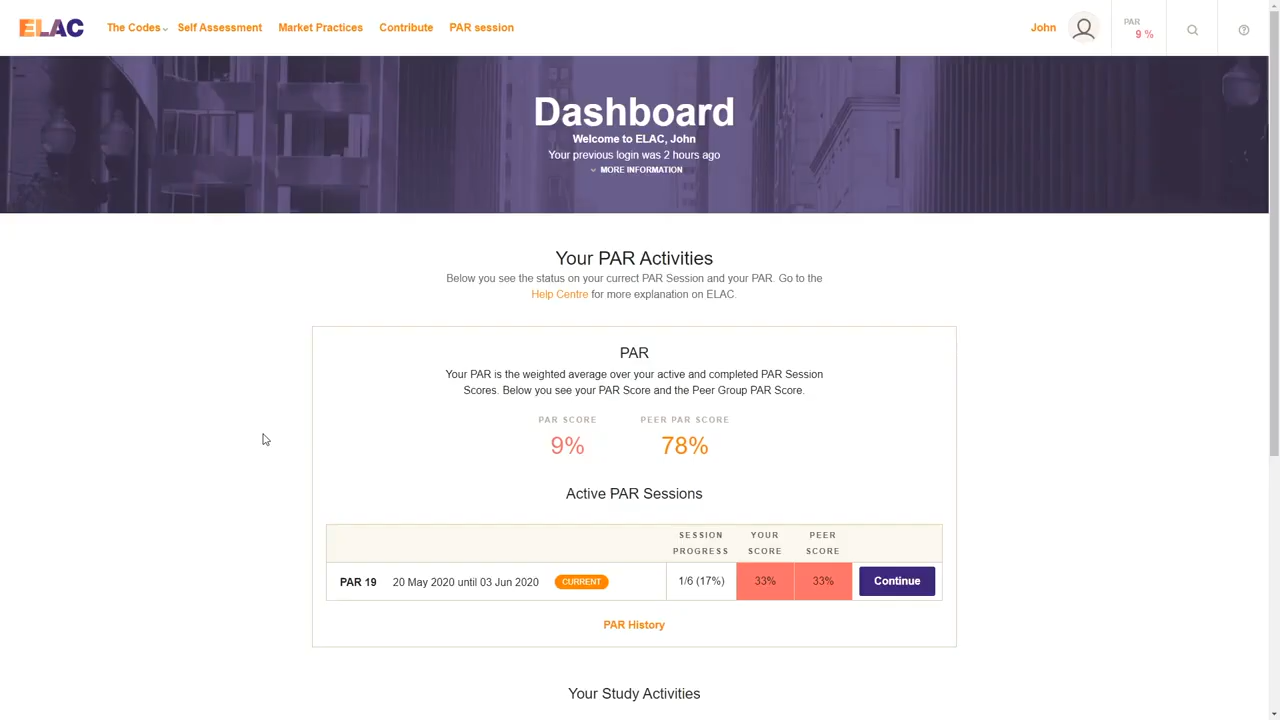 ELAC
The Codes Self Assessment Market Practices Contribute PAR session
John
PAR
9 %
Dashboard
Welcome to ELAC, John
Your previous login was 2 hours ago
MORE INFORMATION
Your PAR Activities
Below you see the status on your currect PAR Session and your PAR. Go to the
Help Centre for more explanation on ELAC.
PAR
Your PAR is the weighted average over your active and completed PAR Session
Scores. Below you see your PAR Score and the Peer Group PAR Score.
PAR SCORE PEER PAR SCORE
9% 78%
Active PAR Sessions
SESSION PROGRESS YOUR SCORE PEER SCORE
PAR 19 20 May 2020 until 03 Jun 2020 CURRENT 1/6 (17%) 33% 33% Continue
PAR History
Your Study Activities